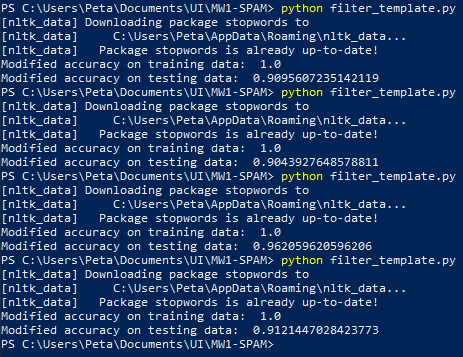 PS C:\Users\Peta\Documents\UI\MW1-SPAM> python filter_template.py
[nltk_data] Downloading package stopwords to
[nltk_data]     C:\Users\Peta\AppData\Roaming\nltk_data...
[nltk_data]   Package stopwords is already up-to-date!
Modified accuracy on training data:  1.0
Modified accuracy on testing data:  0.9095607235142119
PS C:\Users\Peta\Documents\UI\MW1-SPAM> python filter_template.py
[nltk_data] Downloading package stopwords to
[nltk_data]     C:\Users\Peta\AppData\Roaming\nltk_data...
[nltk_data]   Package stopwords is already up-to-date!
Modified accuracy on training data:  1.0
Modified accuracy on testing data:  0.9043927648578811
PS C:\Users\Peta\Documents\UI\MW1-SPAM> python filter_template.py
[nltk_data] Downloading package stopwords to
[nltk_data]     C:\Users\Peta\AppData\Roaming\nltk_data...
[nltk_data]   Package stopwords is already up-to-date!
Modified accuracy on training data:  1.0
Modified accuracy on testing data:  0.962059620596206
PS C:\Users\Peta\Documents\UI\MW1-SPAM> python filter_template.py
[nltk_data] Downloading package stopwords to
[nltk_data]     C:\Users\Peta\AppData\Roaming\nltk_data...
[nltk_data]   Package stopwords is already up-to-date!
Modified accuracy on training data:  1.0
Modified accuracy on testing data:  0.9121447028423773
PS C:\Users\Peta\Documents\UI\MW1-SPAM>